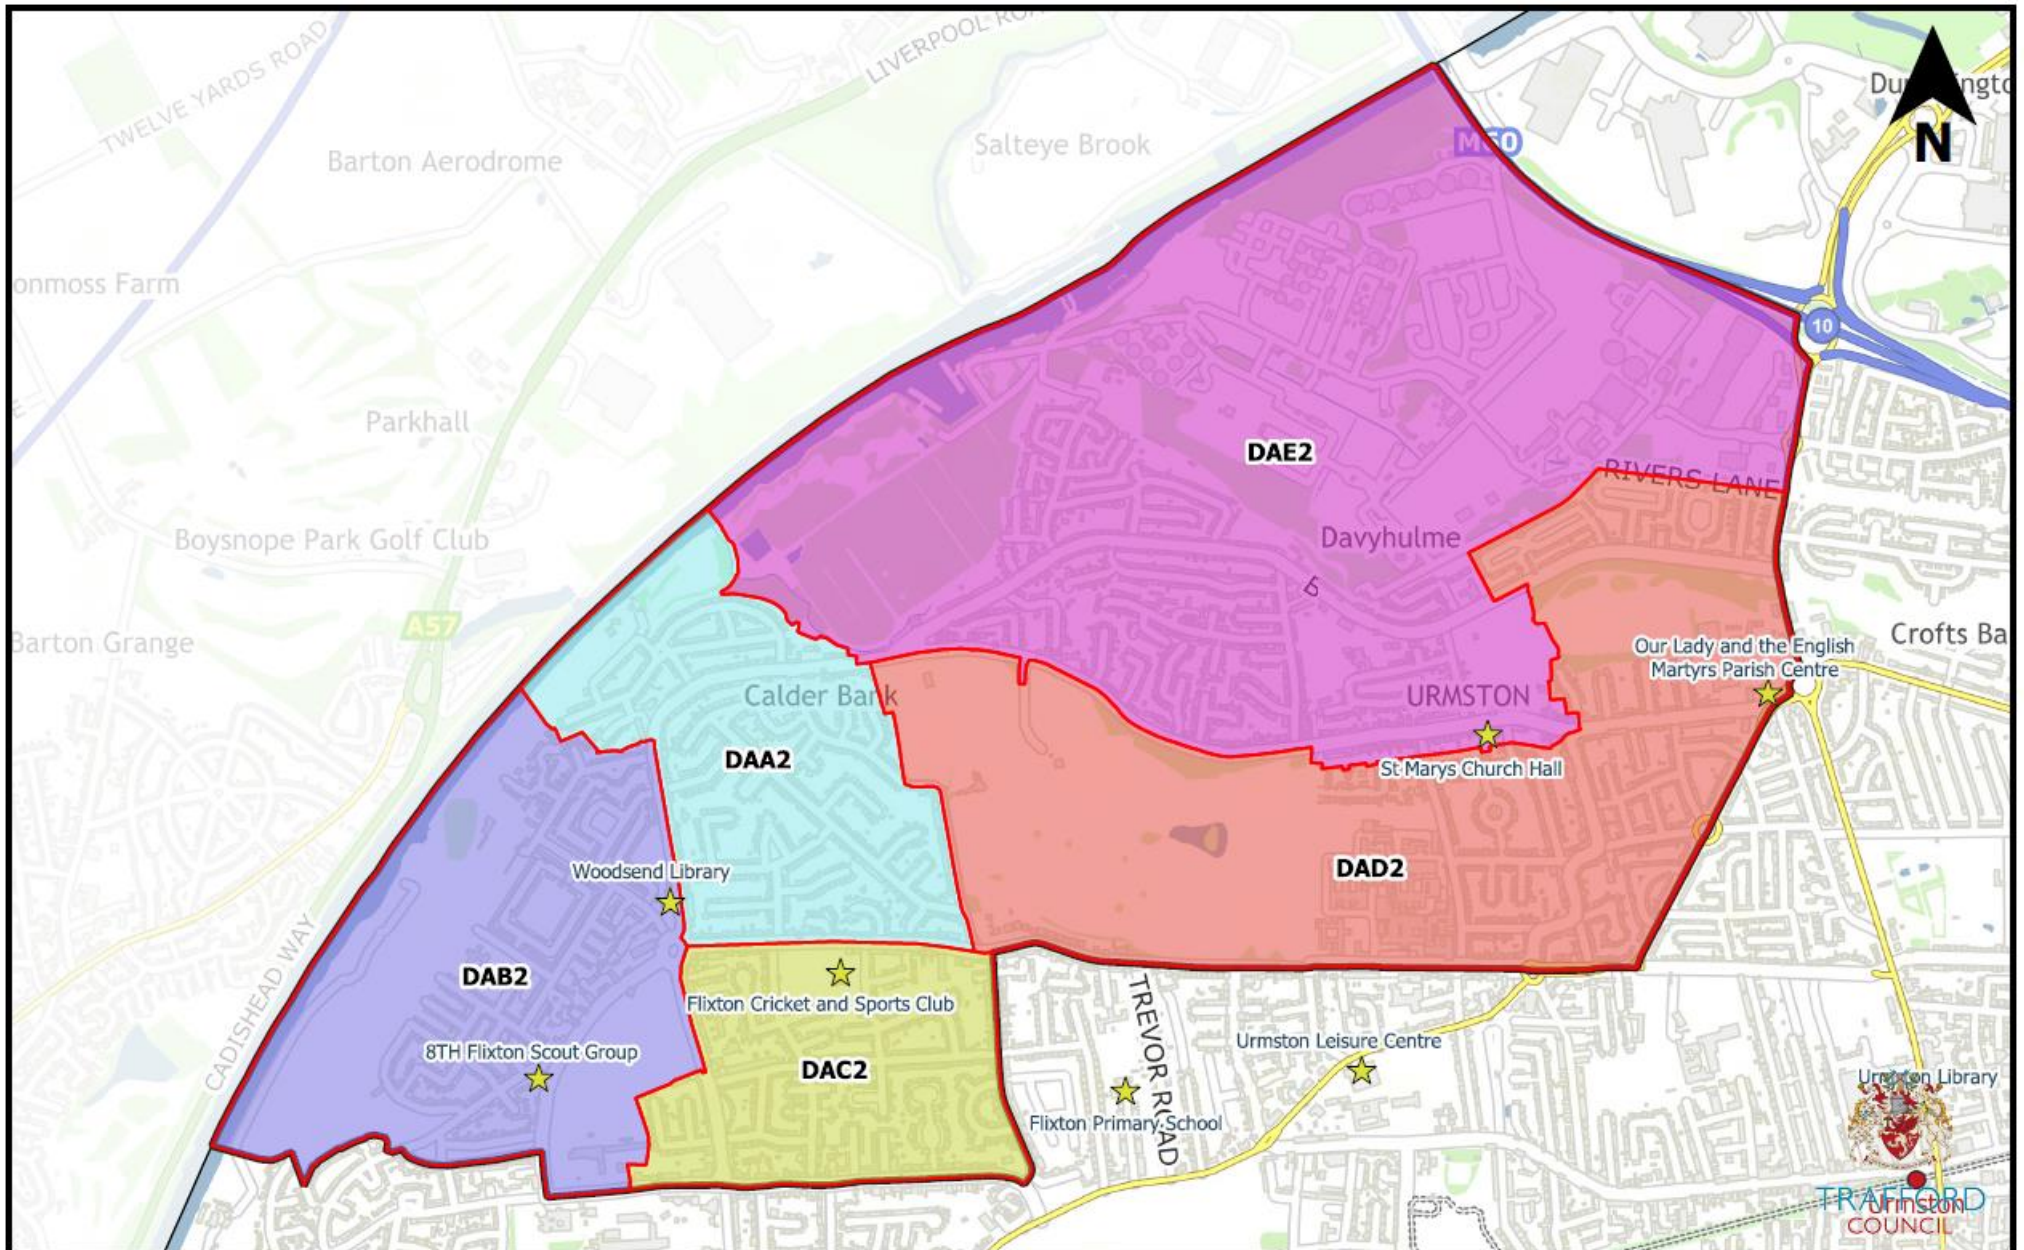 TWELVE YARDS ROAD
LIVERPOOL ROA
Barton Aerodrome
Salteye Brook
M60
N
onmoss Farm
10
Parkhall
DAE2
RIVERS LANE
Boysnope Park Golf Club
Davyhulme
A57
Barton Grange
Crofts Ba
Our Lady and the English
Martyrs Parish Centre
Calder Bank
URMSTON
DAA2
St Marys Church Hall
Woodsend Library
DAD2
DAB2
CADISHEAD WAY
Flixton Cricket and Sports Club
8TH Flixton Scout Group
DAC2
TREVOR ROAD
Urmston Leisure Centre
Flixton Primary School
Urmston Library
TRAFFORD
Urmston
COUNCIL